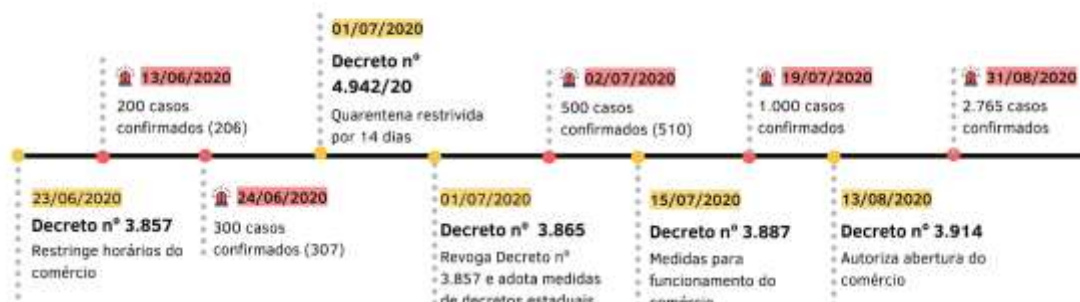 01/07/2020
Decreto nº
4.942/20
Quarentena restrivida
por 14 dias
13/06/2020
200 casos
confirmados (206)
02/07/2020
500 casos
confirmados (510)
19/07/2020
1.000 casos
confirmados
31/08/2020
2.765 casos
confirmados
23/06/2020
Decreto nº 3.857
Restringe horários do
comércio
24/06/2020
300 casos
confirmados (307)
01/07/2020
Decreto nº 3.865
Revoga Decreto nº
3.857 e adota medidas
de decretos estaduais
15/07/2020
Decreto nº 3.887
Medidas para
funcionamento do
comércio
13/08/2020
Decreto nº 3.914
Autoriza abertura do
comércio